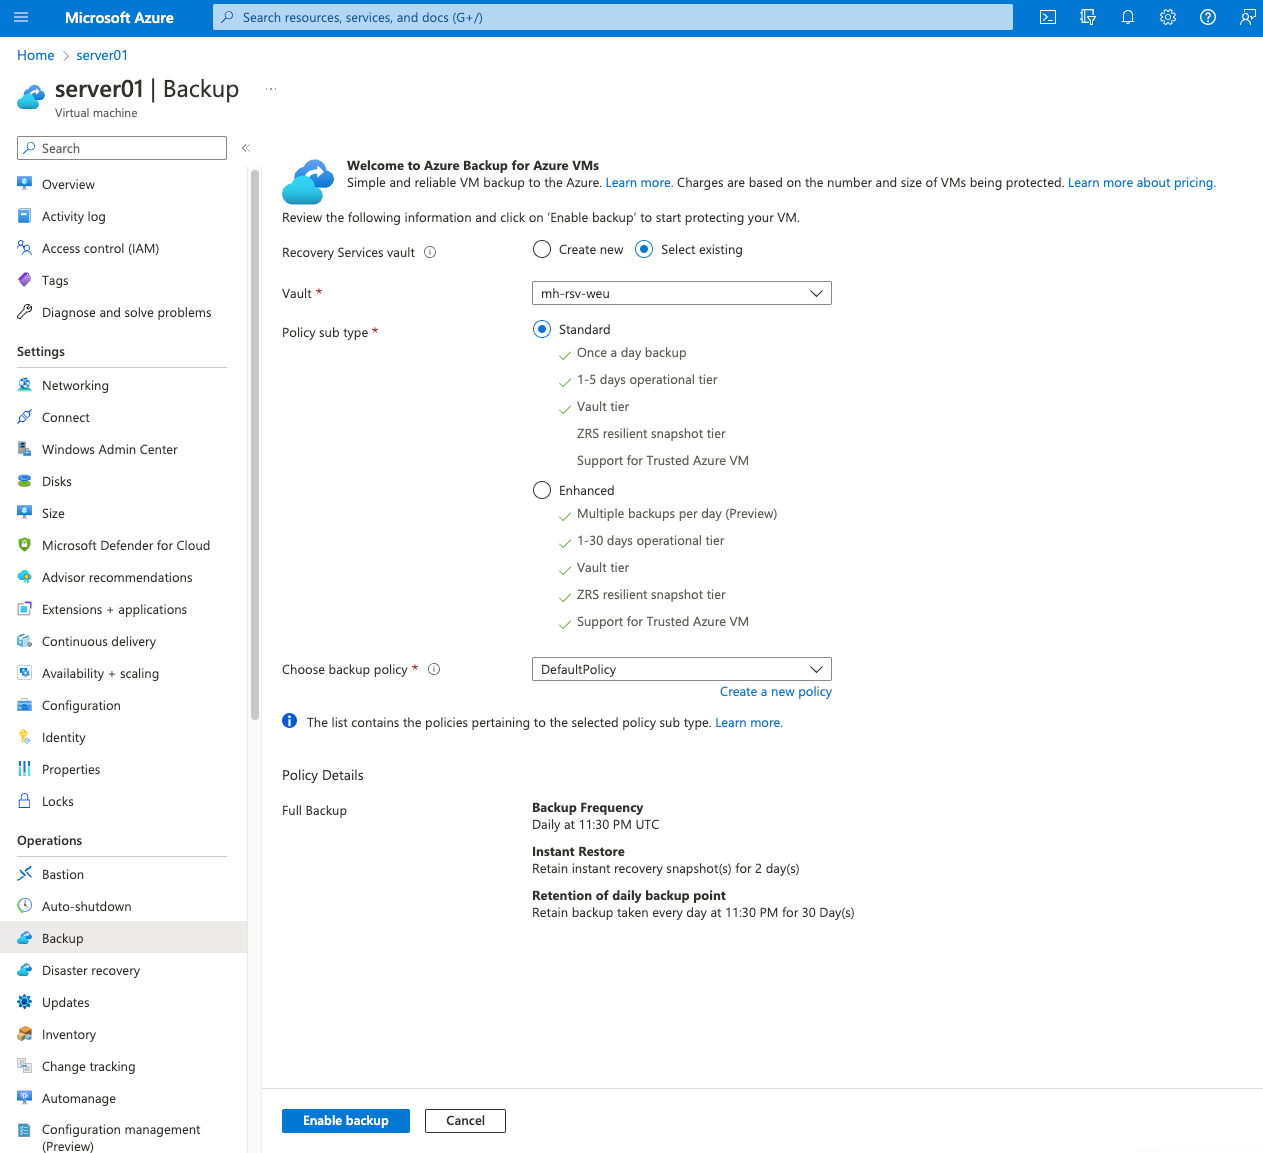 Microsoft Azure
Search resources, services, and docs (G+/)
Home > server01
server01 | Backup ...
Virtual machine
Search
«
Overview
Activity log
Access control (IAM)
Tags
Diagnose and solve problems
Settings
Networking
Connect
Windows Admin Center
Disks
Size
Microsoft Defender for Cloud
Advisor recommendations
Extensions + applications
Continuous delivery
Availability + scaling
Configuration
Identity
Properties
Locks
Operations
Bastion
Auto-shutdown
Backup
Disaster recovery
Updates
Inventory
Change tracking
Automanage
Configuration management
(Preview)
Welcome to Azure Backup for Azure VMs
Simple and reliable VM backup to the Azure. Learn more. Charges are based on the number and size of VMs being protected. Learn more about pricing.
Review the following information and click on 'Enable backup' to start protecting your VM.
Recovery Services vault
Create new
Select existing
Vault *
mh-rsv-weu
Policy sub type *
Standard
Once a day backup
1-5 days operational tier
Vault tier
ZRS resilient snapshot tier
Support for Trusted Azure VM
Enhanced
Multiple backups per day (Preview)
1-30 days operational tier
Vault tier
ZRS resilient snapshot tier
Support for Trusted Azure VM
Choose backup policy *
DefaultPolicy
Create a new policy
The list contains the policies pertaining to the selected policy sub type. Learn more.
Policy Details
Full Backup
Backup Frequency
Daily at 11:30 PM UTC
Instant Restore
Retain instant recovery snapshot(s) for 2 day(s)
Retention of daily backup point
Retain backup taken every day at 11:30 PM for 30 Day(s)
Enable backup
Cancel